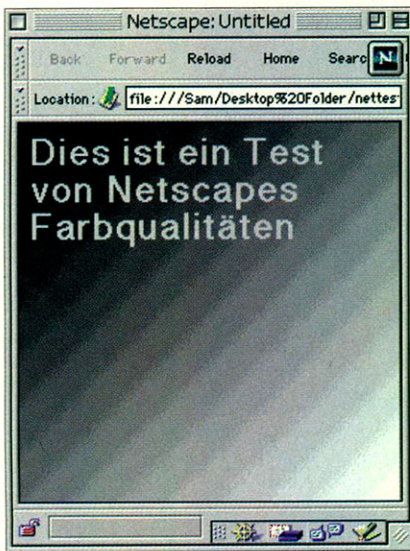 Netscape: Untitled
Back Forward Reload Home Searc N
Location: file:///Sam/Desktop%20Folder/nettes
Dies ist ein Test
von Netscapes
Farbqualitäten